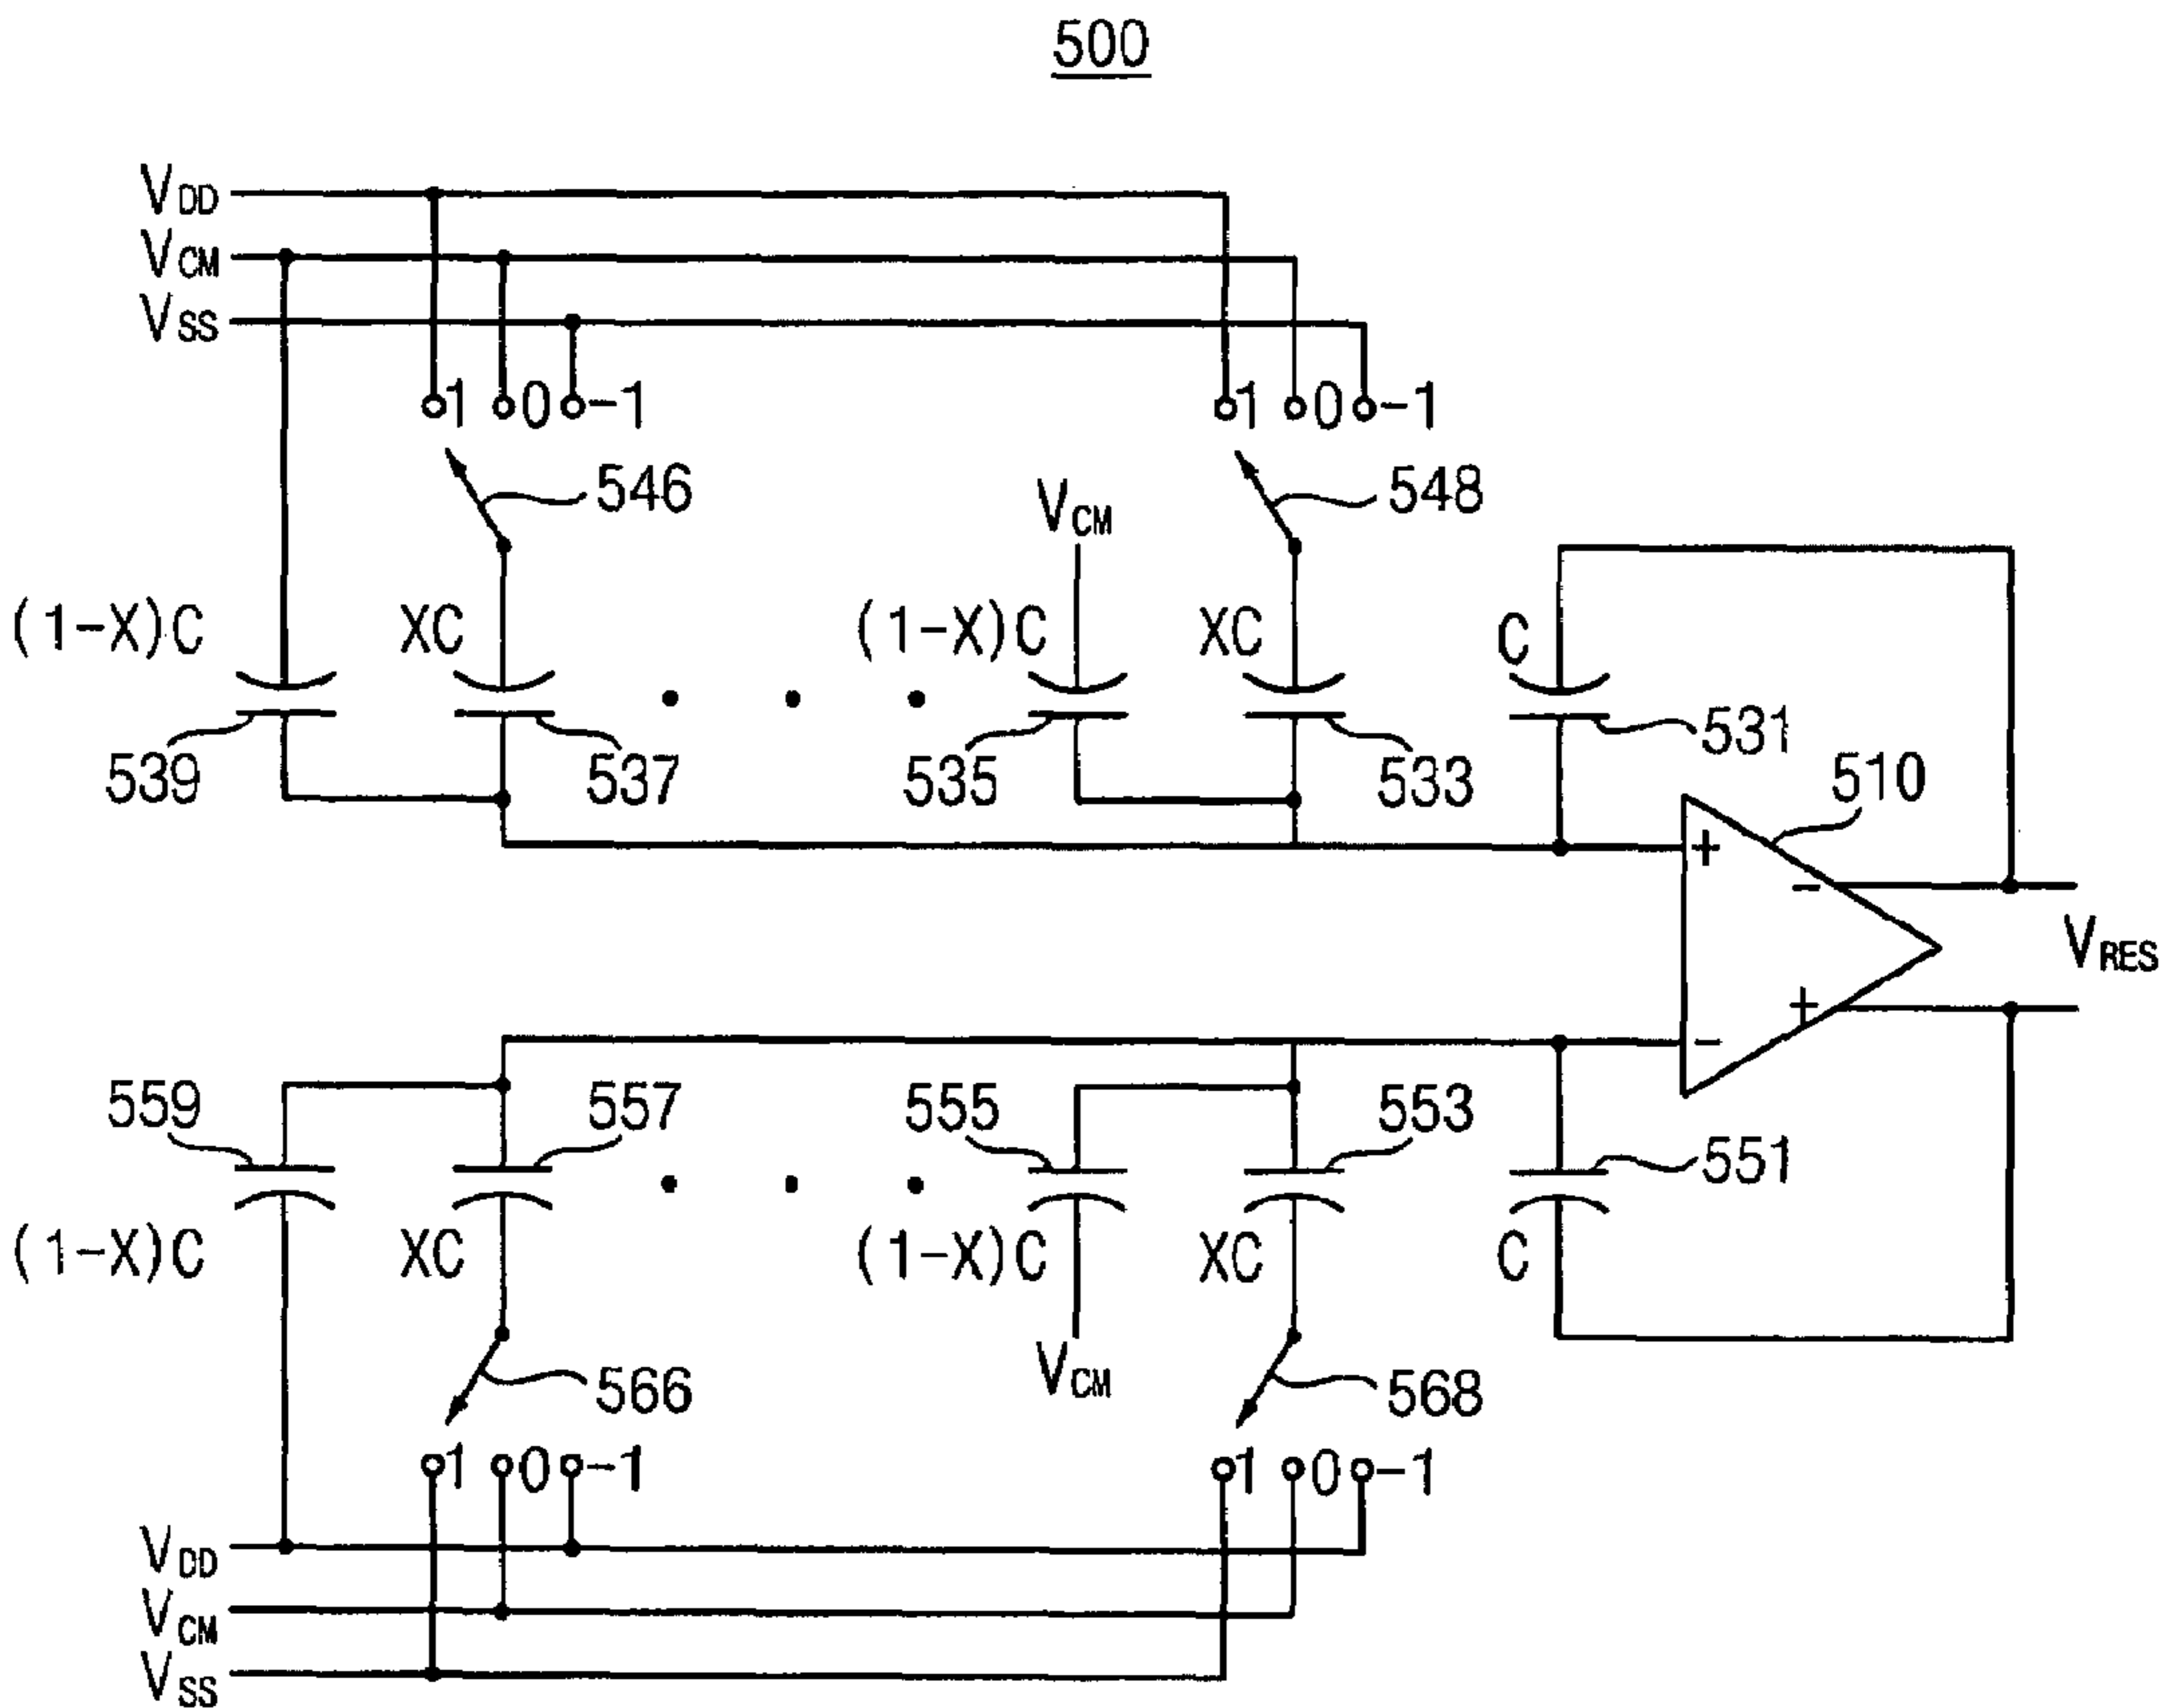 500
VDD
VCM
VSS
1 0 -1 1 0 -1
546 VCM 548
(1-X)C XC (1-X)C XC C
539 537 535 533 531
510
+ -
VRES
- +
559 557 555 553 551
(1-X)C XC (1-X)C XC C
566 VCM 568
1 0 -1 1 0 -1
VDD
VCM
VSS